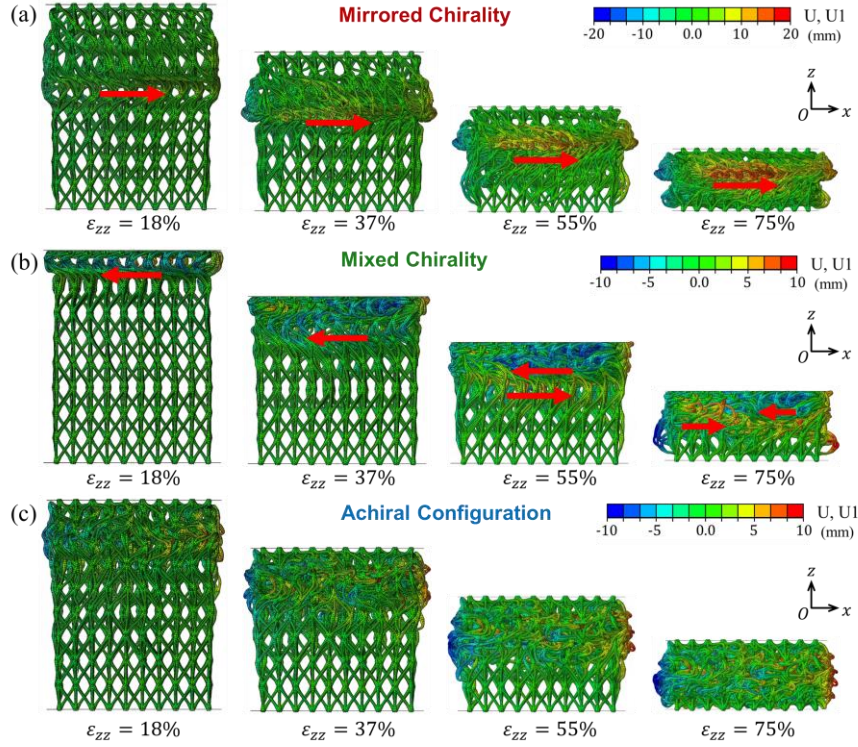 (a)
Mirrored Chirality
U, U1
-20 -10 0.0 10 20
(mm)
z
O x
εzz = 18% εzz = 37% εzz = 55% εzz = 75%
(b)
Mixed Chirality
U, U1
-10 -5 0.0 5 10
(mm)
z
O x
εzz = 18% εzz = 37% εzz = 55% εzz = 75%
(c)
Achiral Configuration
U, U1
-10 -5 0.0 5 10
(mm)
z
O x
εzz = 18% εzz = 37% εzz = 55% εzz = 75%